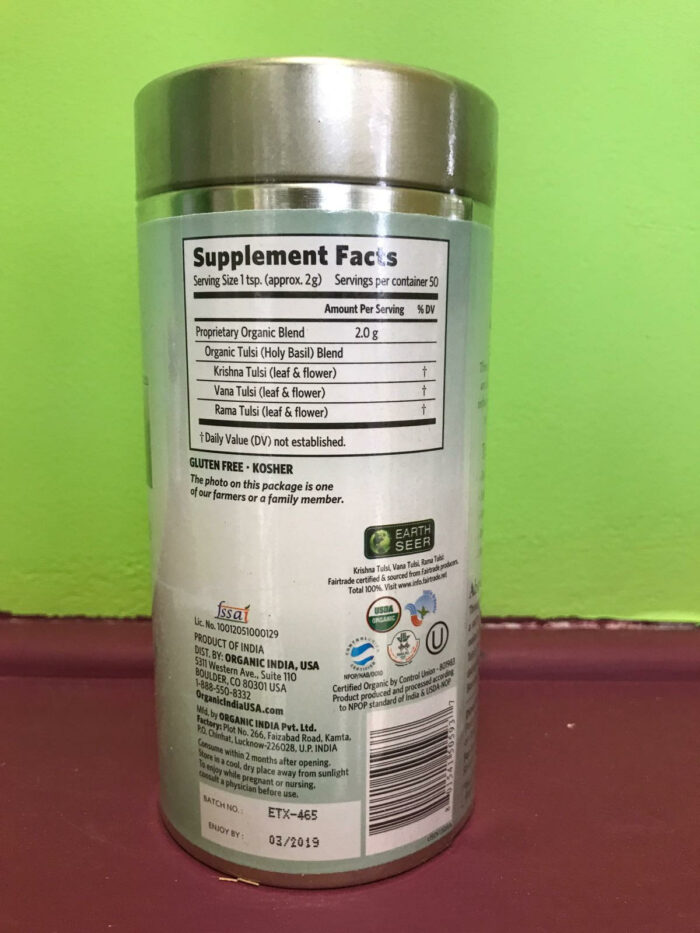 Supplement Facts
Serving Size 1 tsp. (approx. 2g) Servings per container 50
Amount Per Serving % DV
Proprietary Organic Blend 2.0 g
Organic Tulsi (Holy Basil) Blend
Krishna Tulsi (leaf & flower) †
Vana Tulsi (leaf & flower) †
Rama Tulsi (leaf & flower) †
†Daily Value (DV) not established.
GLUTEN FREE • KOSHER
The photo on this package is one
of our farmers or a family member.
EARTH
SEER
Krishna Tulsi, Vana Tulsi, Rama Tulsi:
Fairtrade certified & sourced from Fairtrade producers,
Total 100%. Visit www.info.fairtrade.net
USDA
ORGANIC
U
NPOP/NAB/0010
Certified Organic by Control Union - 801983
Product produced and processed according
to NPOP standard of India & USDA-NOP
fssai
Lic. No. 10012051000129
PRODUCT OF INDIA
DIST. BY: ORGANIC INDIA, USA
5311 Western Ave., Suite 110
BOULDER, CO 80301 USA
1-888-550-8332
OrganicIndiaUSA.com
Mfd. by ORGANIC INDIA Pvt. Ltd.
Factory: Plot No. 266, Faizabad Road, Kamta,
P.O. Chinhat, Lucknow-226028, U.P. INDIA
Consume within 2 months after opening.
Store in a cool, dry place away from sunlight
To enjoy while pregnant or nursing,
consult a physician before use.
BATCH NO.: ETX-465
ENJOY BY: 03/2019